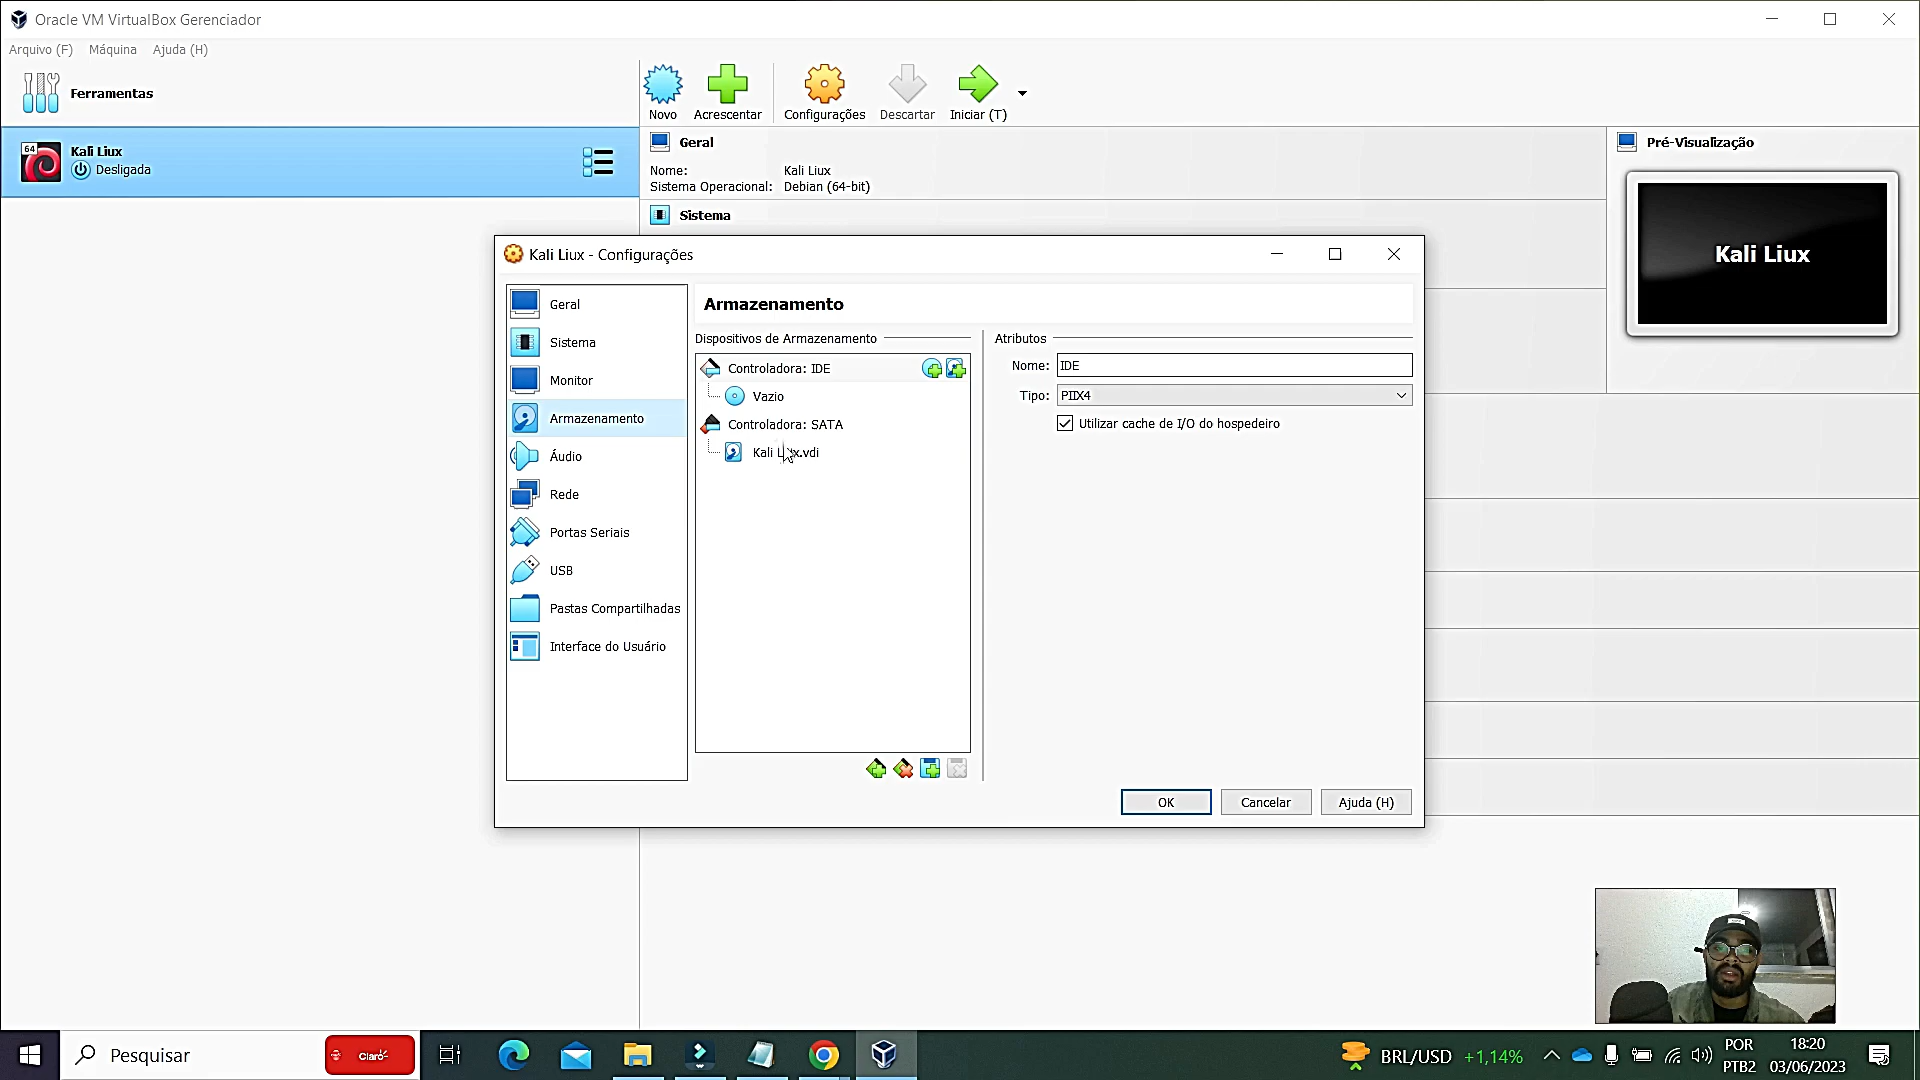 Oracle VM VirtualBox Gerenciador
Arquivo (F) Máquina Ajuda (H)
Ferramentas
Novo Acrescentar Configurações Descartar Iniciar (T)
64
Kali Liux
Desligada
Geral
Nome: Kali Liux
Sistema Operacional: Debian (64-bit)
Sistema
Pré-Visualização
Kali Liux
Kali Liux - Configurações
Geral
Sistema
Monitor
Armazenamento
Áudio
Rede
Portas Seriais
USB
Pastas Compartilhadas
Interface do Usuário
Armazenamento
Dispositivos de Armazenamento
Controladora: IDE
Vazio
Controladora: SATA
Kali Liux.vdi
Atributos
Nome: IDE
Tipo: PIIX4
Utilizar cache de I/O do hospedeiro
OK Cancelar Ajuda (H)
Pesquisar
Claro
BRL/USD +1,14%
POR
PTB2
18:20
03/06/2023